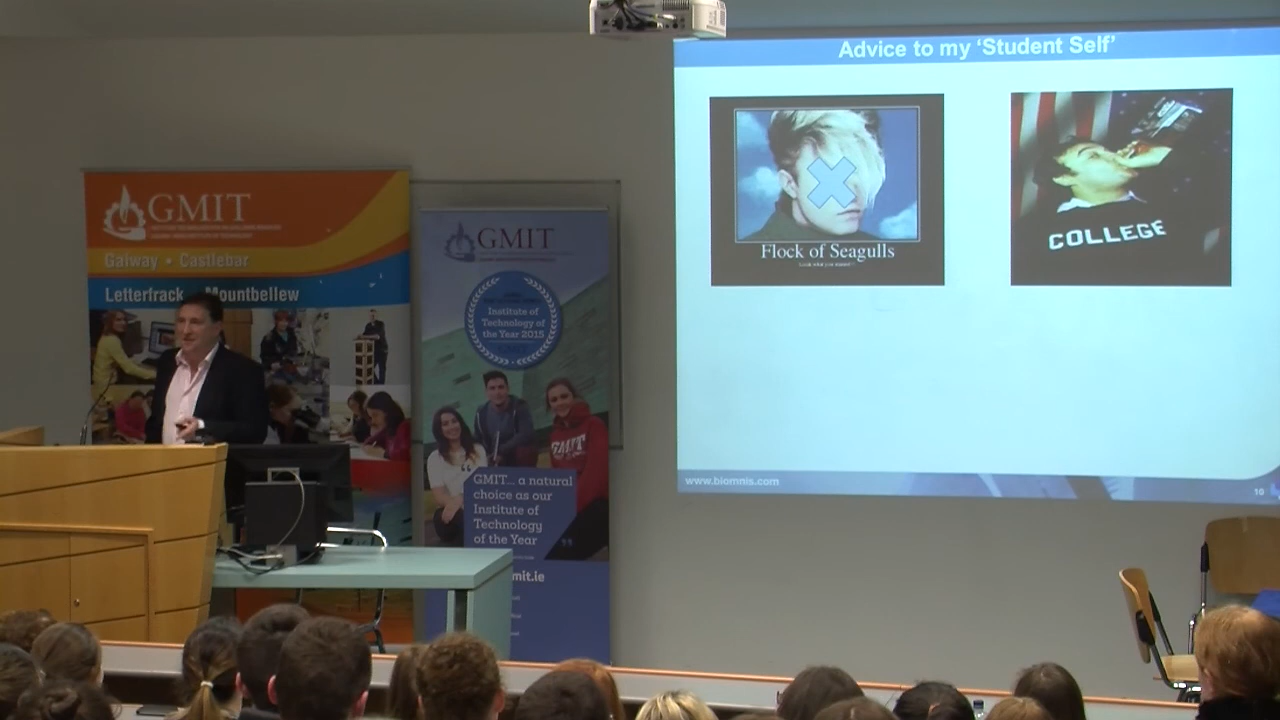 Advice to my ‘Student Self’
Flock of Seagulls
COLLEGE
www.biomnis.com
10
GMIT
Galway • Castlebar
Letterfrack Mountbellew
GMIT
Institute of
Technology of
the Year 2015
GMIT
GMIT... a natural
choice as our
Institute of
Technology
of the Year
mit.ie